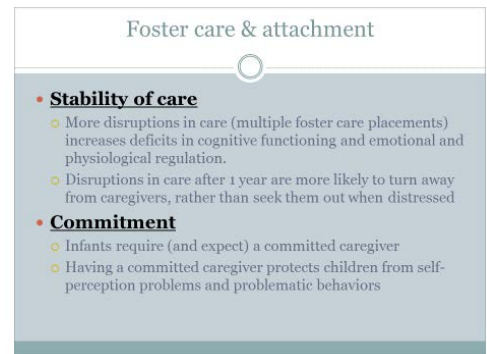 Foster care & attachment
Stability of care
More disruptions in care (multiple foster care placements)
increases deficits in cognitive functioning and emotional and
physiological regulation.
Disruptions in care after 1 year are more likely to turn away
from caregivers, rather than seek them out when distressed
Commitment
Infants require (and expect) a committed caregiver
Having a committed caregiver protects children from self-
perception problems and problematic behaviors